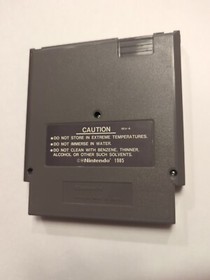 CAUTION
REV-A
•DO NOT STORE IN EXTREME TEMPERATURES.
•DO NOT IMMERSE IN WATER.
•DO NOT CLEAN WITH BENZENE, THINNER,
ALCOHOL OR OTHER SUCH SOLVENTS.
©Nintendo 1985